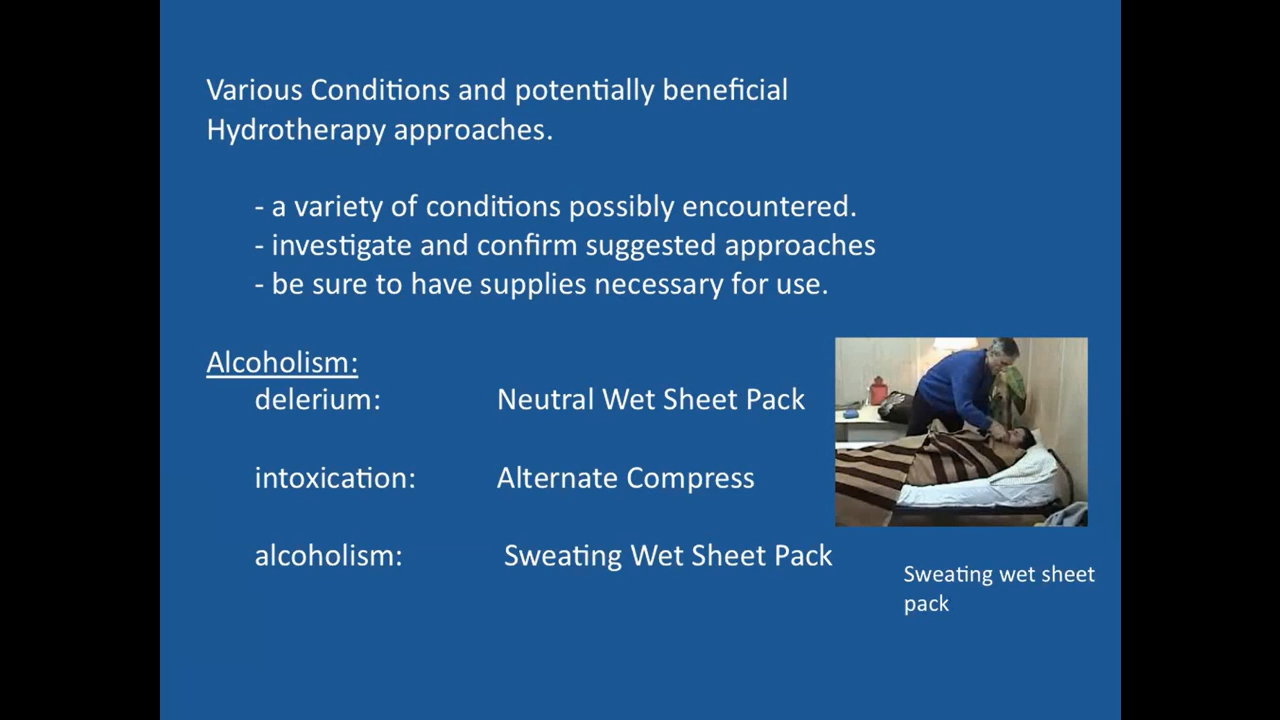 Various Conditions and potentially beneficial
Hydrotherapy approaches.
- a variety of conditions possibly encountered.
- investigate and confirm suggested approaches
- be sure to have supplies necessary for use.
Alcoholism:
delerium: Neutral Wet Sheet Pack
intoxication: Alternate Compress
alcoholism: Sweating Wet Sheet Pack
Sweating wet sheet
pack